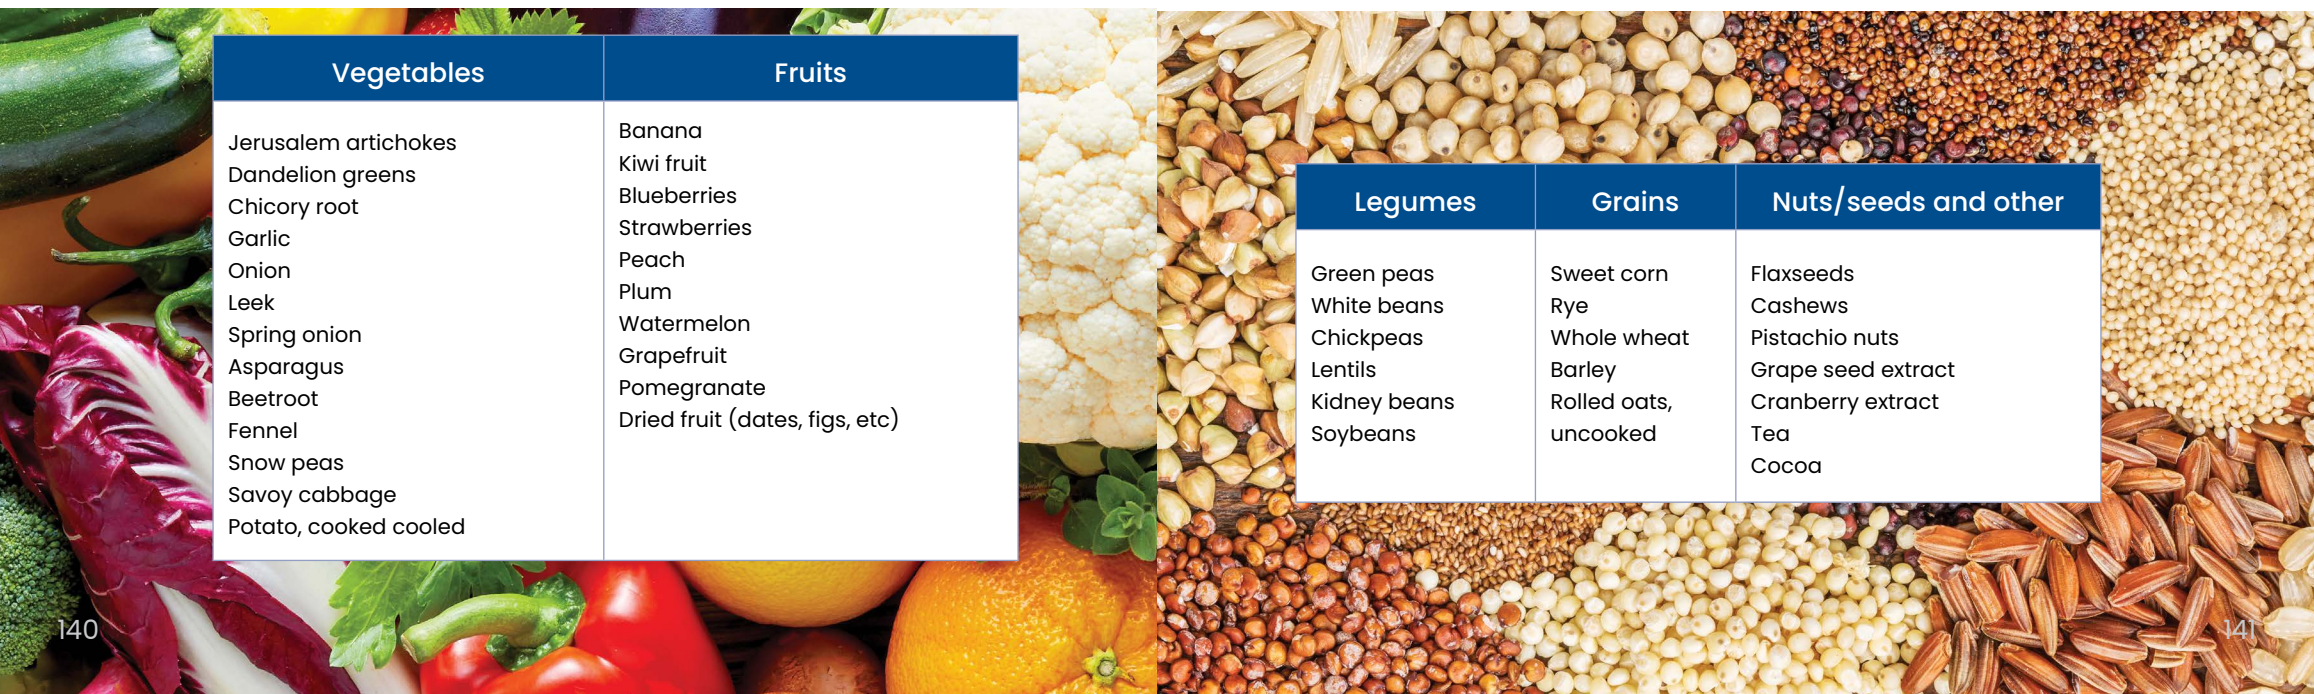 Vegetables
Fruits
Jerusalem artichokes
Dandelion greens
Chicory root
Garlic
Onion
Leek
Spring onion
Asparagus
Beetroot
Fennel
Snow peas
Savoy cabbage
Potato, cooked cooled
Banana
Kiwi fruit
Blueberries
Strawberries
Peach
Plum
Watermelon
Grapefruit
Pomegranate
Dried fruit (dates, figs, etc)
140
Legumes
Grains
Nuts/seeds and other
Green peas
White beans
Chickpeas
Lentils
Kidney beans
Soybeans
Sweet corn
Rye
Whole wheat
Barley
Rolled oats,
uncooked
Flaxseeds
Cashews
Pistachio nuts
Grape seed extract
Cranberry extract
Tea
Cocoa
141